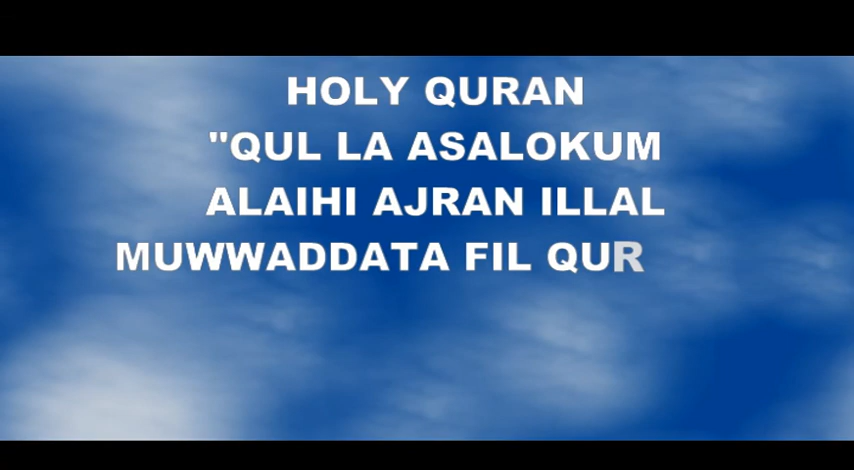 HOLY QURAN
"QUL LA ASALOKUM
ALAIHI AJRAN ILLAL
MUWWADDATA FIL QUR